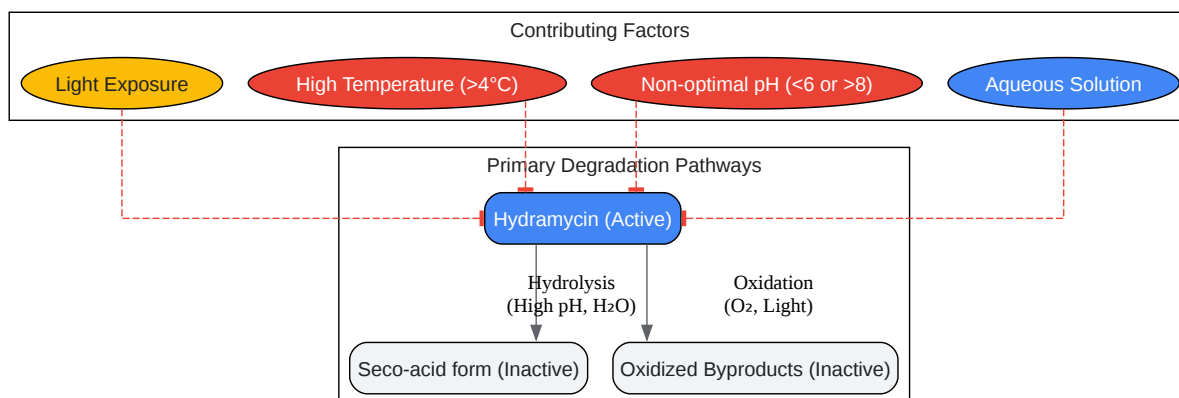 Contributing Factors
Light Exposure
High Temperature (>4°C)
Non-optimal pH (<6 or >8)
Aqueous Solution
Primary Degradation Pathways
Hydramycin (Active)
Hydrolysis
(High pH, H₂O)
Oxidation
(O₂, Light)
Seco-acid form (Inactive)
Oxidized Byproducts (Inactive)